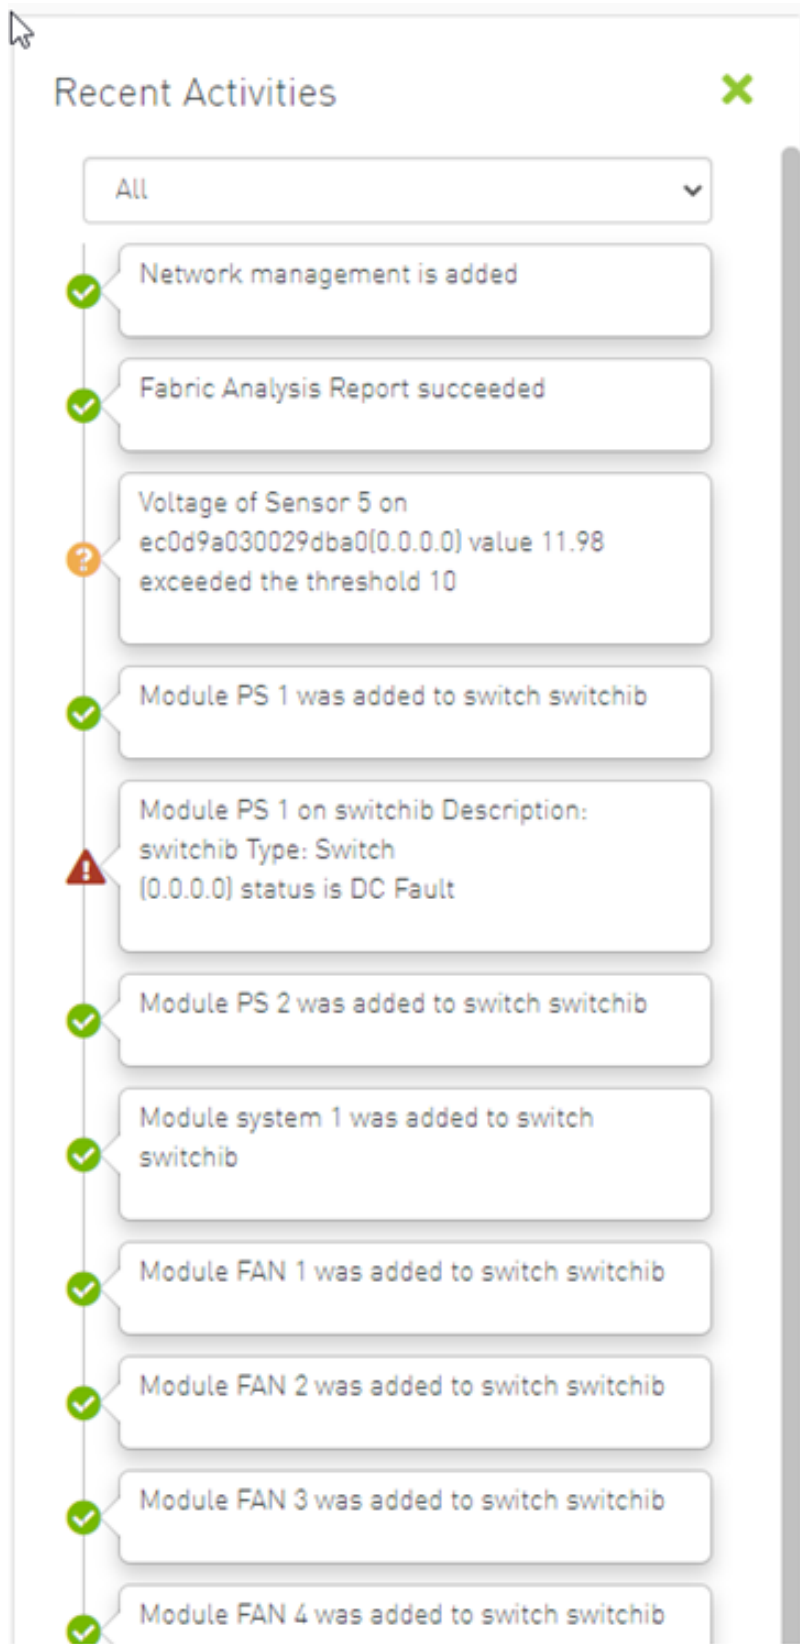 Recent Activities
All
Network management is added
Fabric Analysis Report succeeded
Voltage of Sensor 5 on
ec0d9a030029dba0(0.0.0.0) value 11.98
exceeded the threshold 10
Module PS 1 was added to switch switchib
Module PS 1 on switchib Description:
switchib Type: Switch
(0.0.0.0) status is DC Fault
Module PS 2 was added to switch switchib
Module system 1 was added to switch
switchib
Module FAN 1 was added to switch switchib
Module FAN 2 was added to switch switchib
Module FAN 3 was added to switch switchib
Module FAN 4 was added to switch switchib